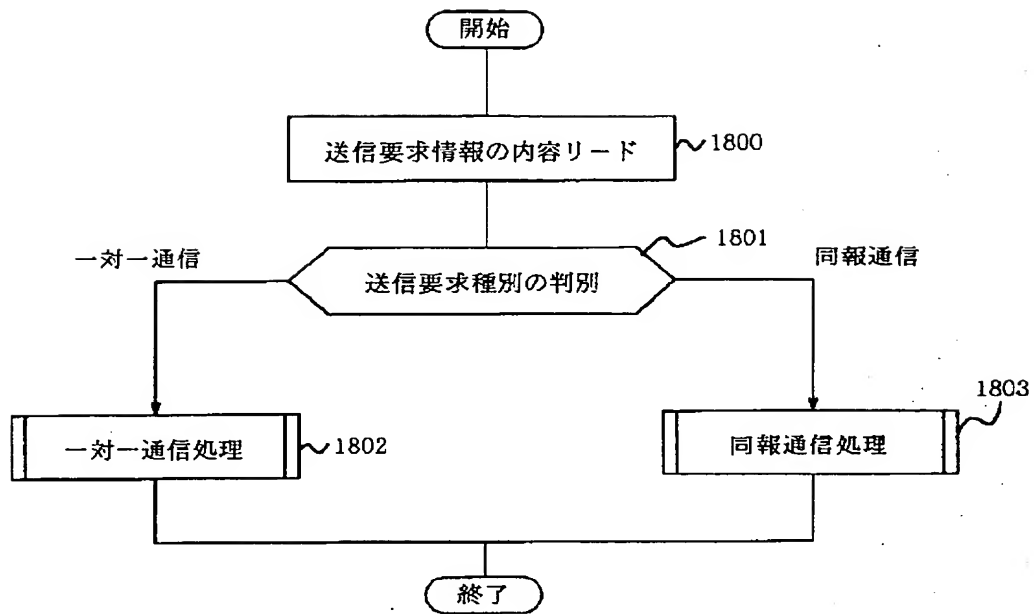 開始
送信要求情報の内容リード
1800
1801
一対一通信
同報通信
送信要求種別の判別
1803
一対一通信処理
1802
同報通信処理
終了